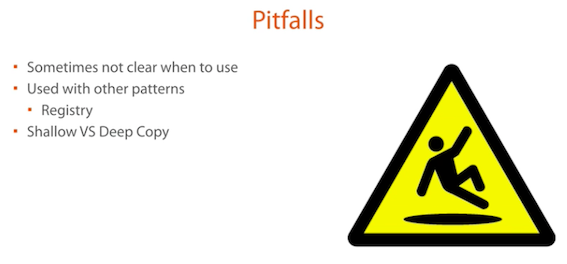 Pitfalls
Sometimes not clear when to use
Used with other patterns
Registry
Shallow VS Deep Copy